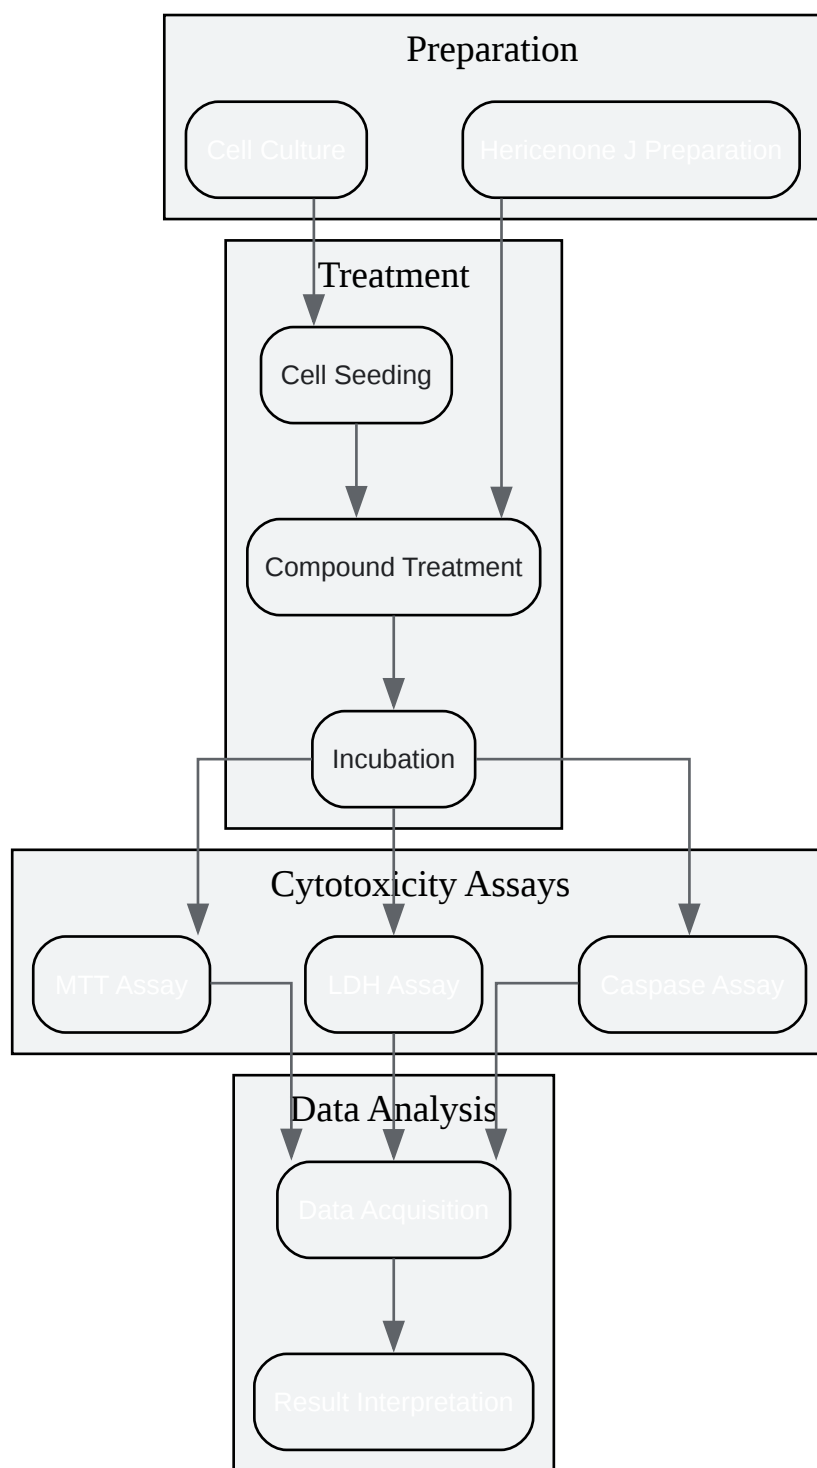 Preparation
Cell Culture
Hericenone J Preparation
Treatment
Cell Seeding
Compound Treatment
Incubation
Cytotoxicity Assays
MTT Assay
LDH Assay
Caspase Assay
Data Analysis
Data Acquisition
Result Interpretation